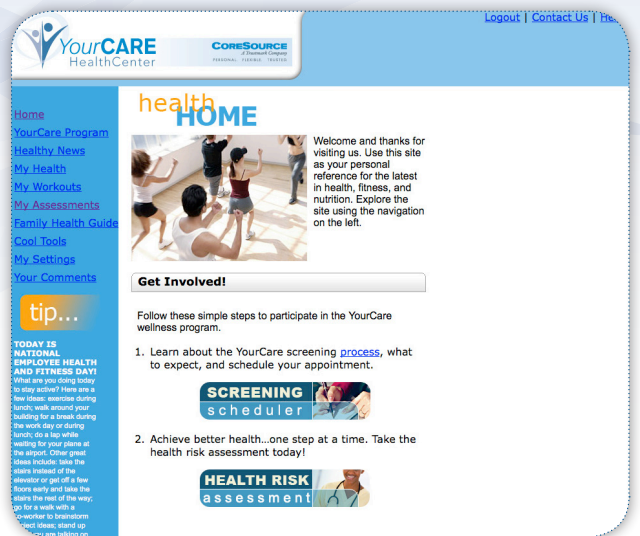 Logout | Contact Us |
YourCARE
HealthCenter
CORESOURCE
A Trustmark Company
PERSONAL FLEXIBLE TRUSTED
Home
YourCare Program
Healthy News
My Health
My Workouts
My Assessments
Family Health Guide
Cool Tools
My Settings
Your Comments
tip...
TODAY IS
NATIONAL
EMPLOYEE HEALTH
AND FITNESS DAY!
What are you doing today
to stay active? Here are a
few ideas: exercise during
lunch; walk around your
building for a break during
the work day or during
lunch; do a lap while
waiting for your plane at
the airport. Other great
ideas include: take the
stairs instead of the
elevator or get off a few
floors early and take the
stairs the rest of the way;
go for a walk with a
co-worker to brainstorm
project ideas; stand up
you are talking on
health
HOME
Welcome and thanks for
visiting us. Use this site
as your personal
reference for the latest
in health, fitness, and
nutrition. Explore the
site using the navigation
on the left.
Get Involved!
Follow these simple steps to participate in the YourCare
wellness program.
1. Learn about the YourCare screening process, what
to expect, and schedule your appointment.
SCREENING
scheduler
2. Achieve better health...one step at a time. Take the
health risk assessment today!
HEALTH RISK
assessment